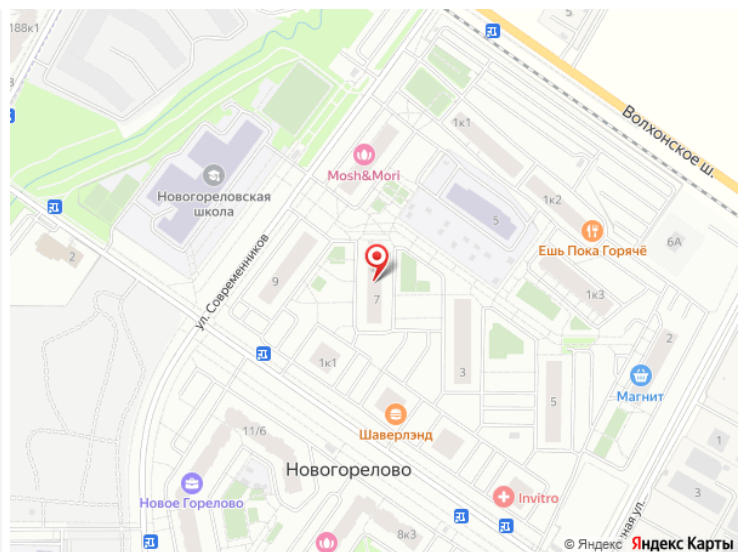 188к1
5
Волхонское ш.
1к1
Mosh&Mori
Новогореловская
школа
1к2
5
6А
Ешь Пока Горячё
2
ул. Современников
9
7
1к3
2
3
1к1
5
Магнит
Шаверлэнд
11/6
1
Новогорелово
3
Новое Горелово
Invitro
ная ул.
8к3
© Яндекс Яндекс Карты